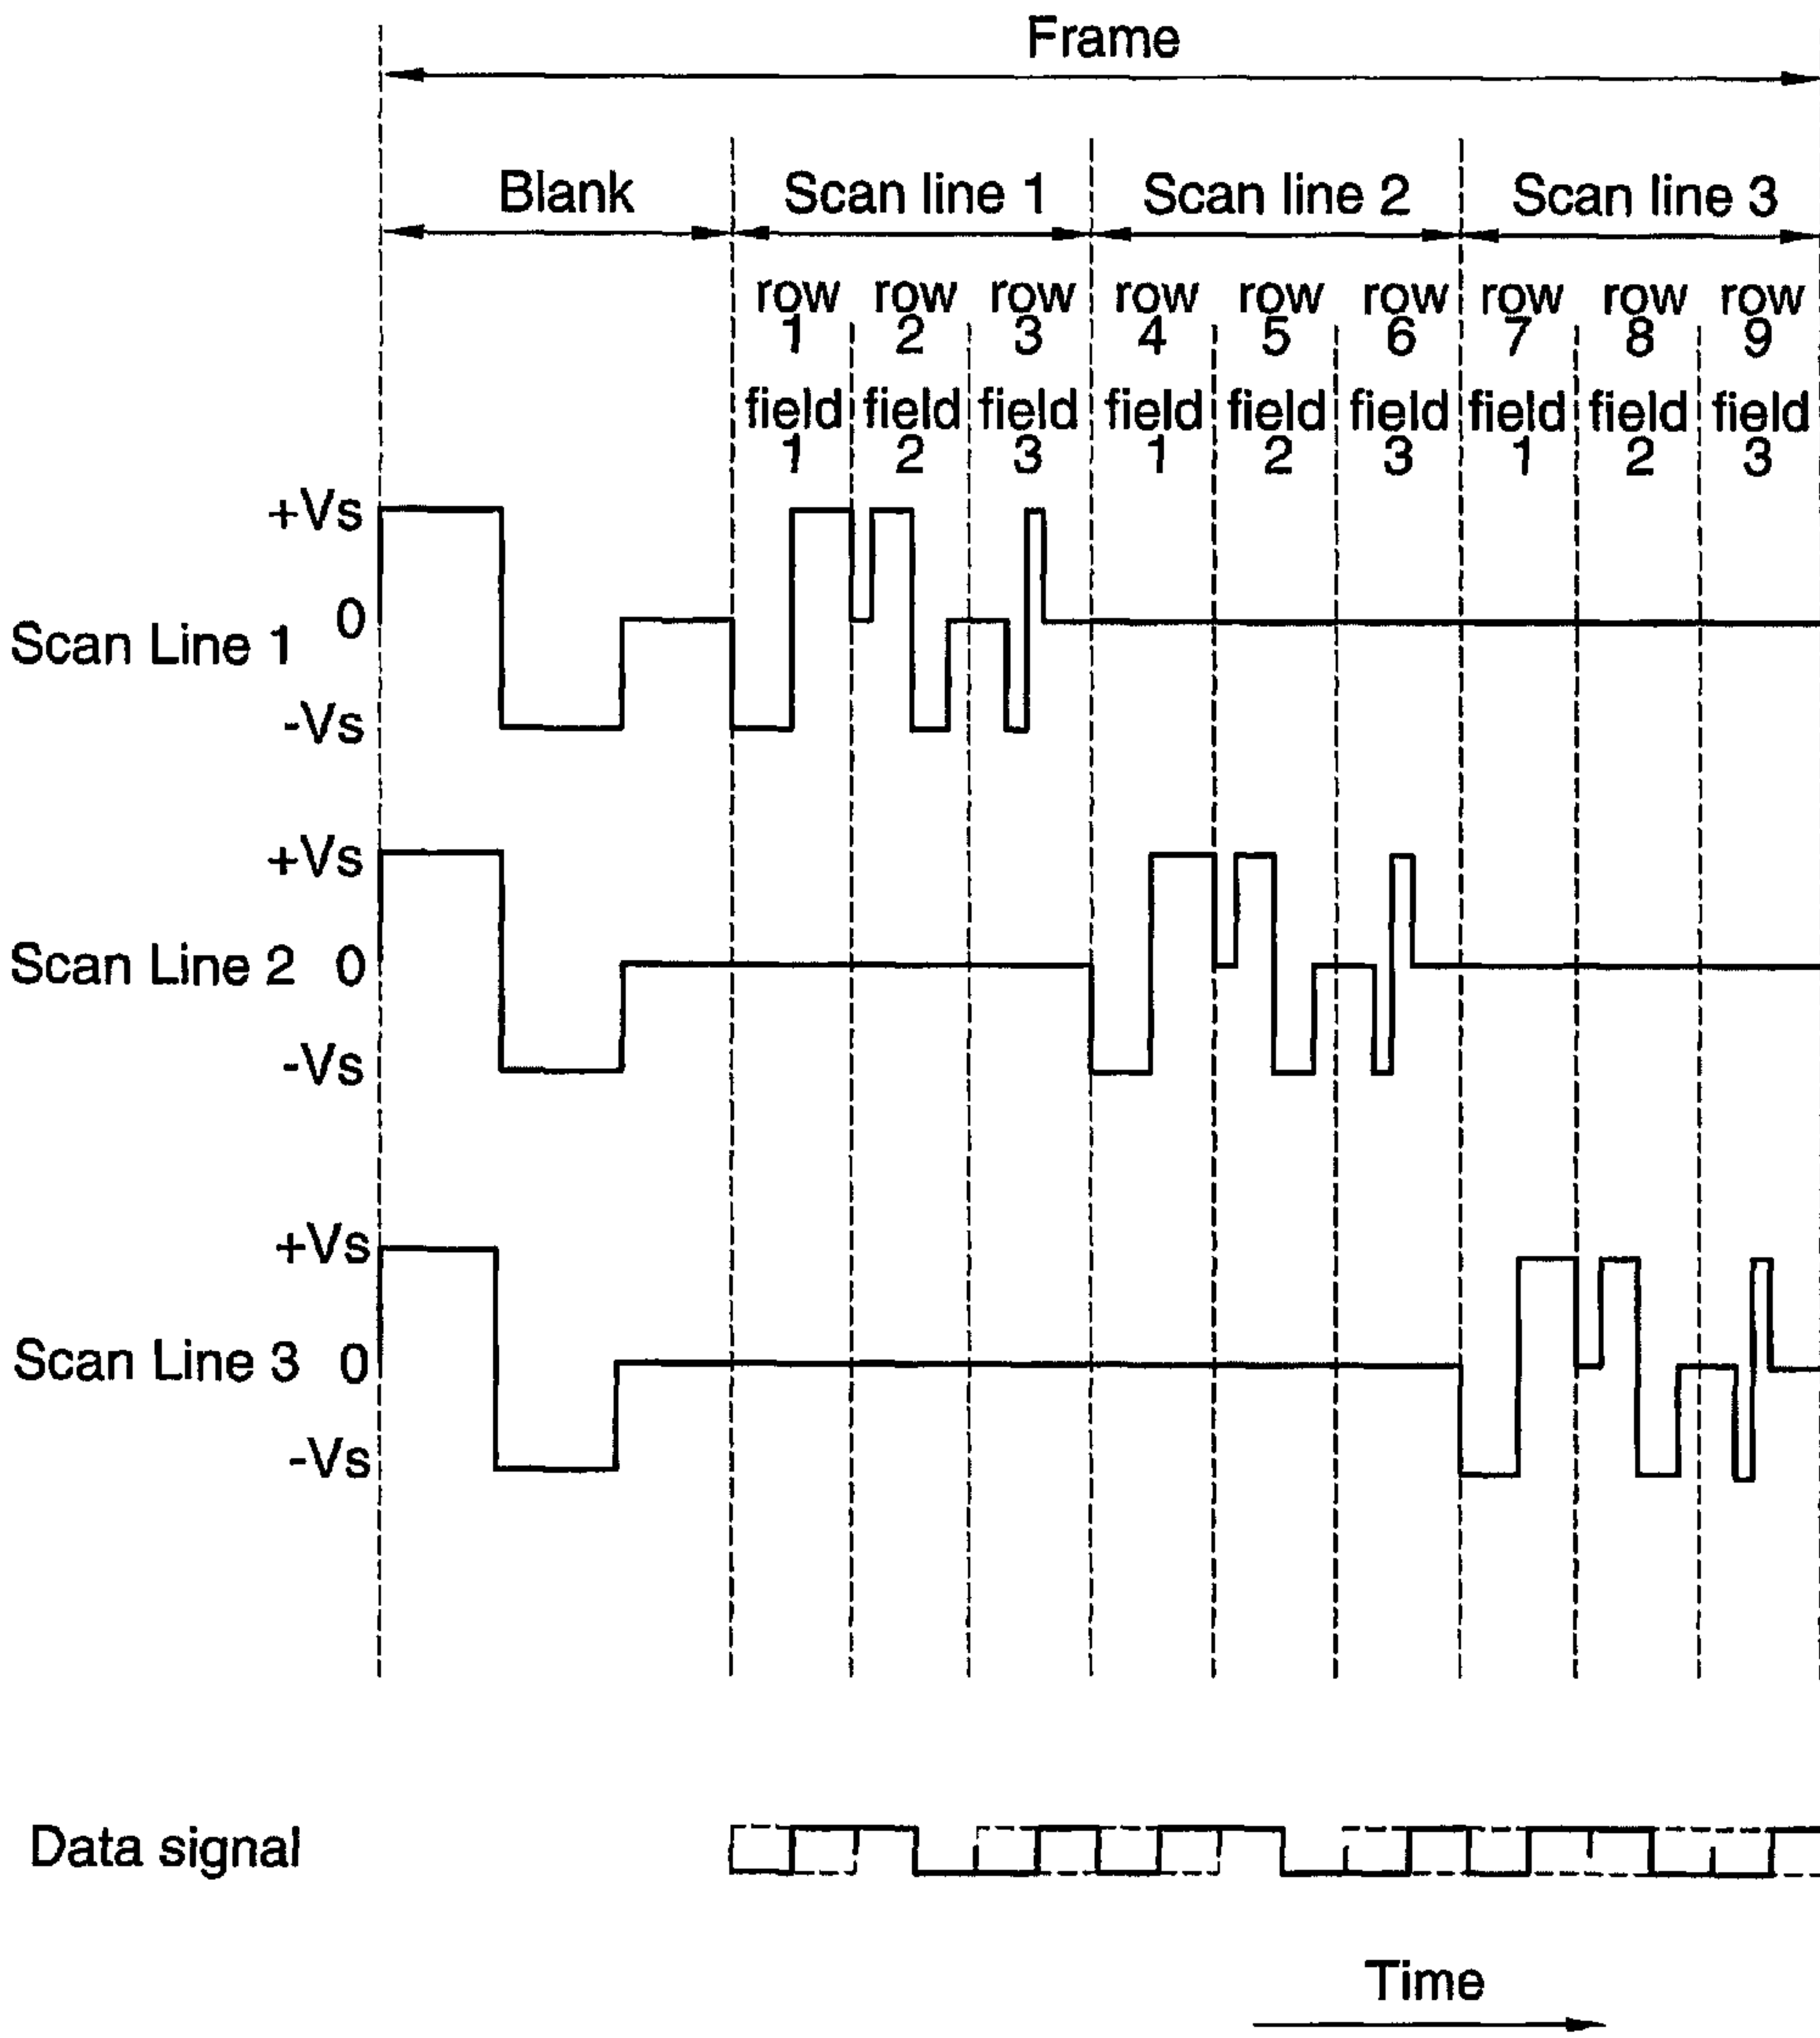 Frame
Blank Scan line 1 Scan line 2 Scan line 3
row row row row row row row row row
1 2 3 4 5 6 7 8 9
field field field field field field field field field
1 2 3 1 2 3 1 2 3
+Vs
0
Scan Line 1
-Vs
+Vs
Scan Line 2 0
-Vs
+Vs
Scan Line 3 0
-Vs
Data signal
Time